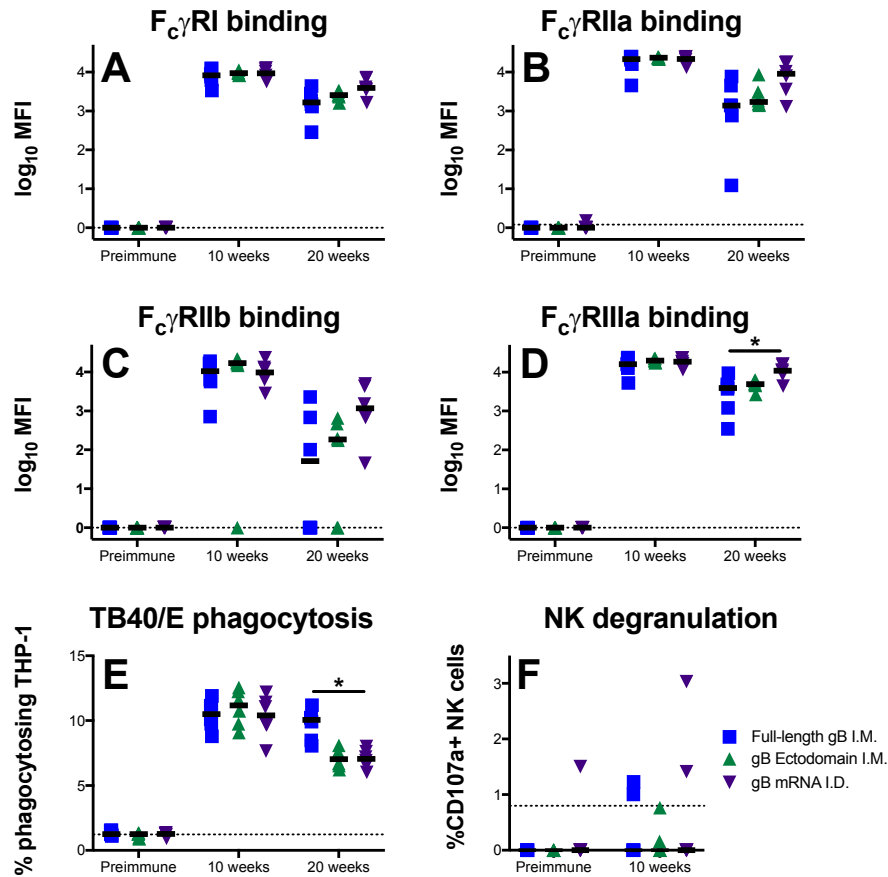 FcγRI binding
A
log10 MFI
4
3
2
1
0
Preimmune 10 weeks 20 weeks
FcγRIIa binding
B
log10 MFI
4
3
2
1
0
Preimmune 10 weeks 20 weeks
FcγRIIb binding
C
log10 MFI
4
3
2
1
0
Preimmune 10 weeks 20 weeks
FcγRIIIa binding
D
*
log10 MFI
4
3
2
1
0
Preimmune 10 weeks 20 weeks
TB40/E phagocytosis
E
*
% phagocytosing THP-1
15
10
5
0
Preimmune 10 weeks 20 weeks
NK degranulation
F
%CD107a+ NK cells
3
2
1
0
Preimmune 10 weeks
Full-length gB I.M.
gB Ectodomain I.M.
gB mRNA I.D.